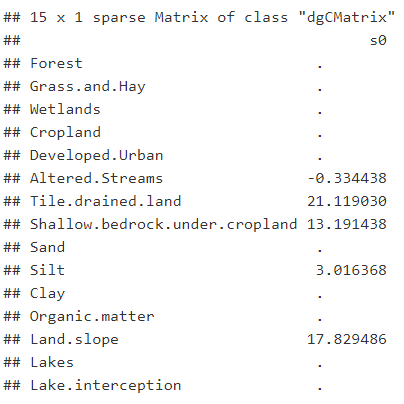 ## 15 x 1 sparse Matrix of class "dgCMatrix"
##                                        s0
## Forest                           .
## Grass.and.Hay                    .
## Wetlands                         .
## Cropland                         .
## Developed.Urban                  .
## Altered.Streams                 -0.334438
## Tile.drained.land               21.119030
## Shallow.bedrock.under.cropland 13.191438
## Sand                             .
## Silt                             3.016368
## Clay                             .
## Organic.matter                   .
## Land.slope                      17.829486
## Lakes                            .
## Lake.interception                .